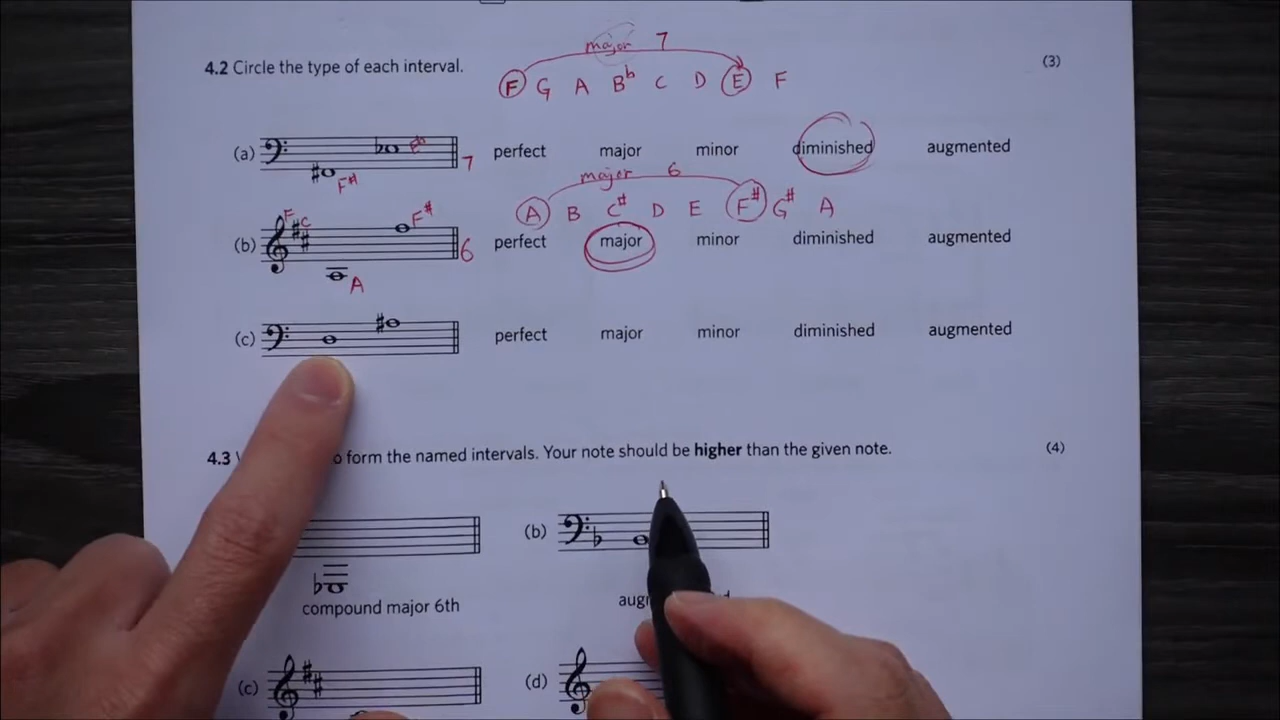 major 7
4.2 Circle the type of each interval. (3)
F G A B♭ C D E F
(a) perfect major minor diminished augmented
7
F#
major 6
A B C# D E F# G# A
F C F#
(b) 6 perfect major minor diminished augmented
A
(c) perfect major minor diminished augmented
4.3 to form the named intervals. Your note should be higher than the given note. (4)
(b)
compound major 6th
(c) (d)